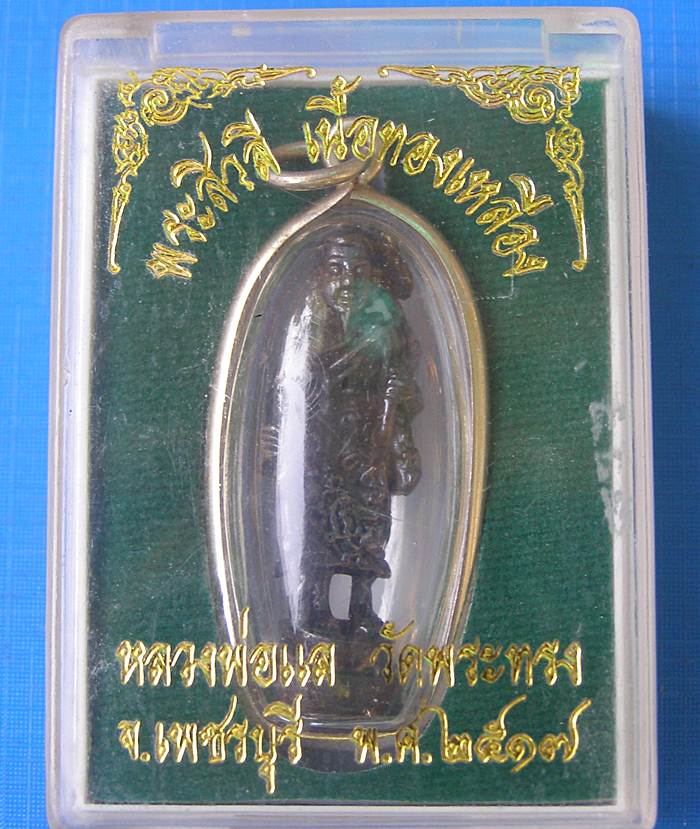 พระสิวลี เนื้อทองเหลือง
หลวงพ่อแล วัดพระทรง
จ.เพชรบุรี พ.ศ.๒๕๑๗